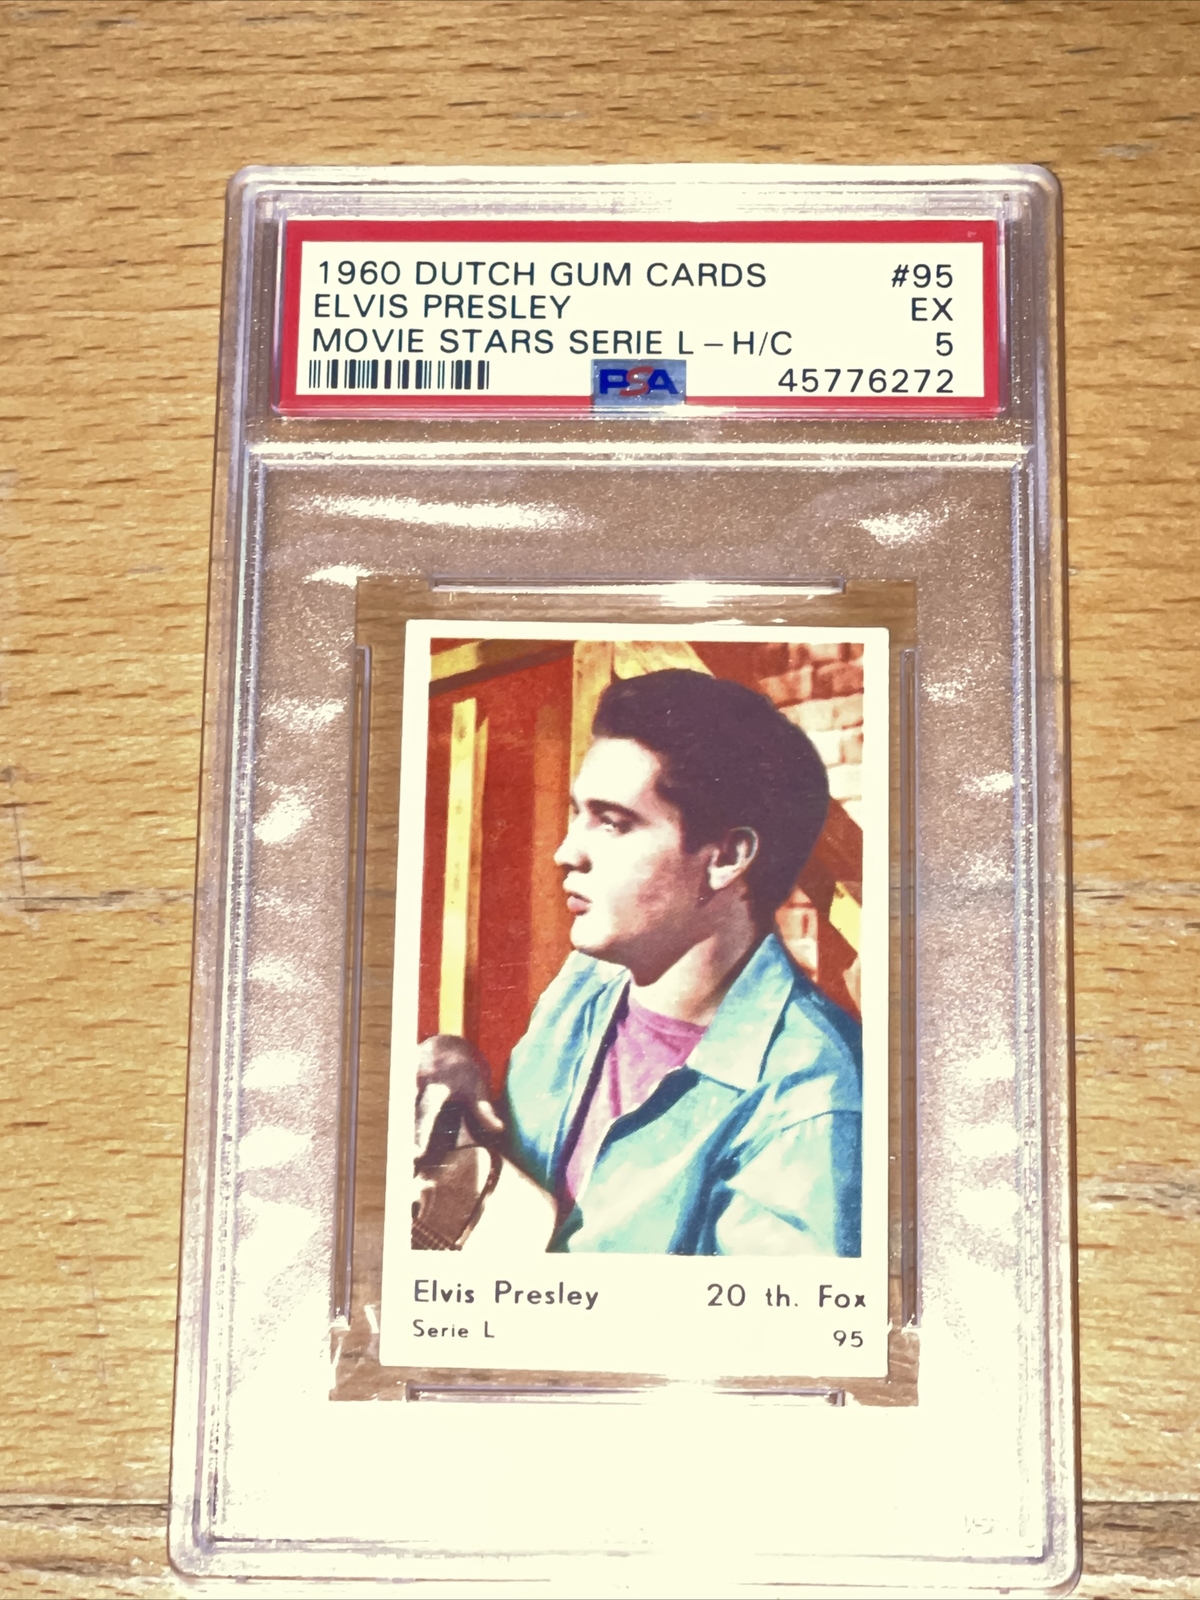 1960 DUTCH GUM CARDS #95
ELVIS PRESLEY EX
MOVIE STARS SERIE L – H/C 5
PSA 45776272
Elvis Presley 20 th. Fox
Serie L 95